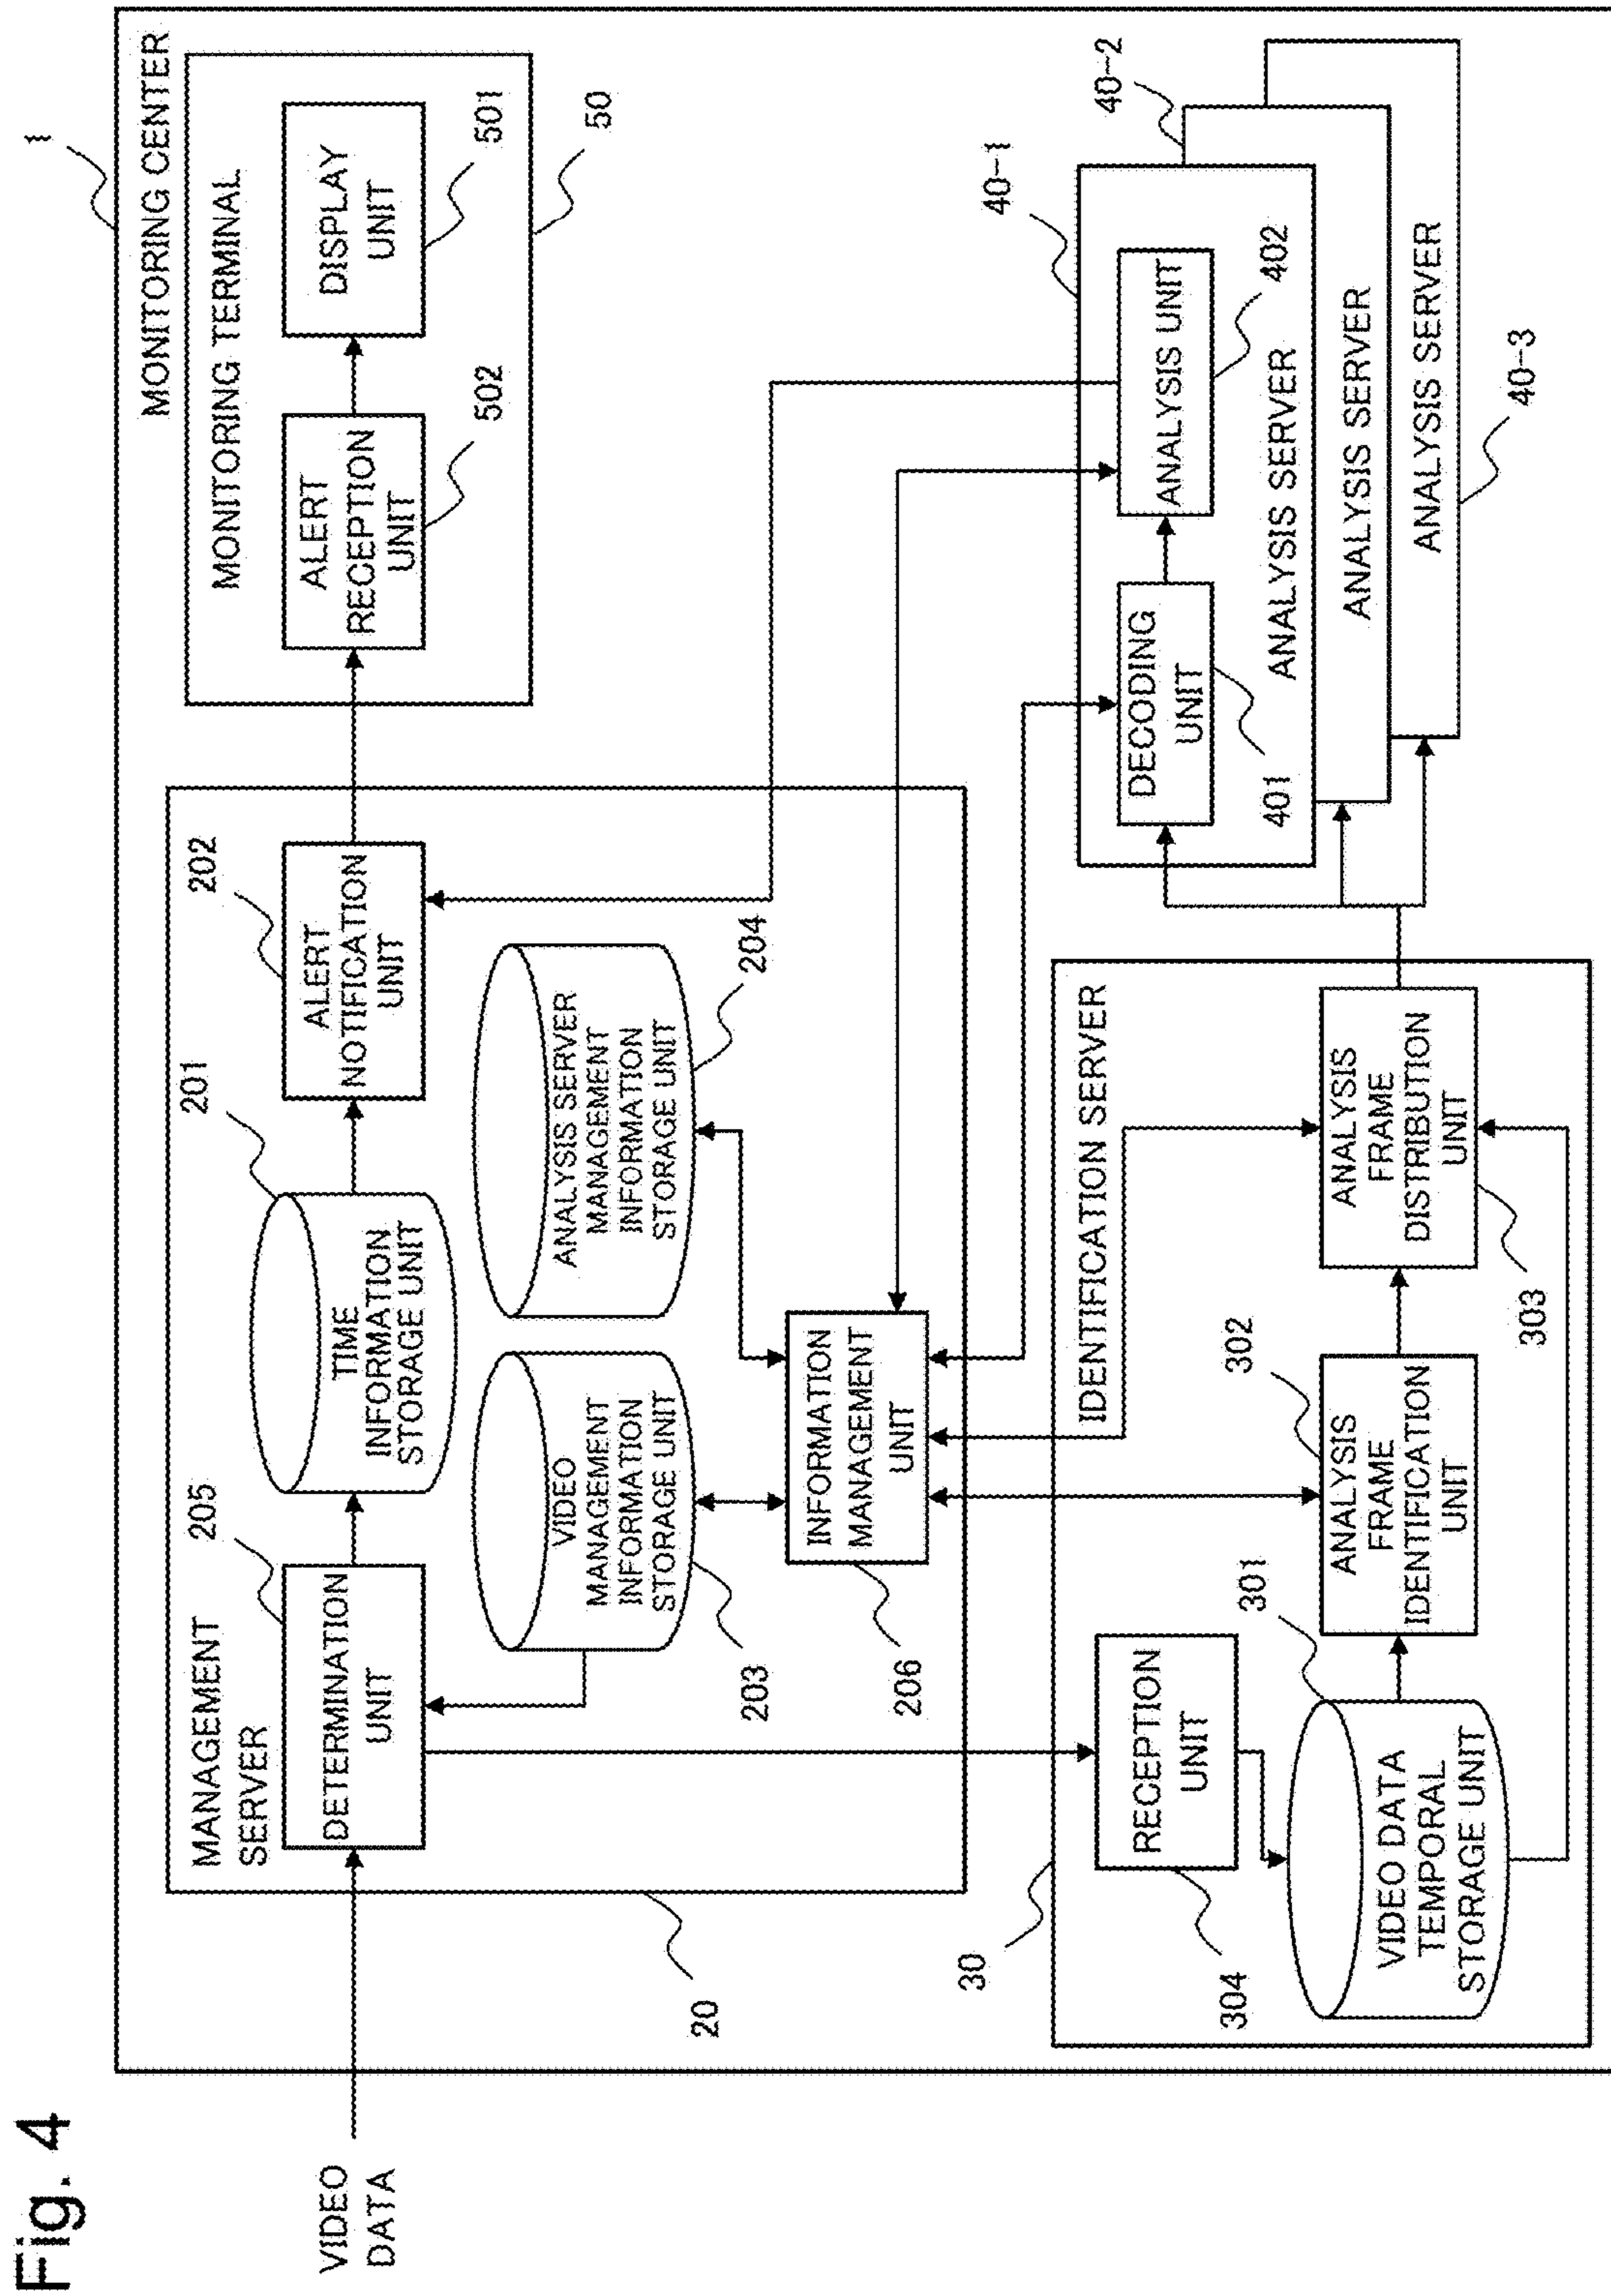 Fig. 4
1
MONITORING CENTER
VIDEO
DATA
MANAGEMENT
SERVER
205
DETERMINATION
UNIT
201
TIME
INFORMATION
STORAGE UNIT
202
ALERT
NOTIFICATION
UNIT
MONITORING TERMINAL
ALERT
RECEPTION
UNIT
502
DISPLAY
UNIT
501
50
VIDEO
MANAGEMENT
INFORMATION
STORAGE UNIT
203
ANALYSIS SERVER
MANAGEMENT
INFORMATION
STORAGE UNIT
204
INFORMATION
MANAGEMENT
UNIT
206
20
30
IDENTIFICATION SERVER
RECEPTION
UNIT
304
301
VIDEO DATA
TEMPORAL
STORAGE UNIT
302
ANALYSIS
FRAME
IDENTIFICATION
UNIT
ANALYSIS
FRAME
DISTRIBUTION
UNIT
303
40-1
40-2
DECODING
UNIT
401
ANALYSIS UNIT
402
ANALYSIS SERVER
ANALYSIS SERVER
ANALYSIS SERVER
40-3